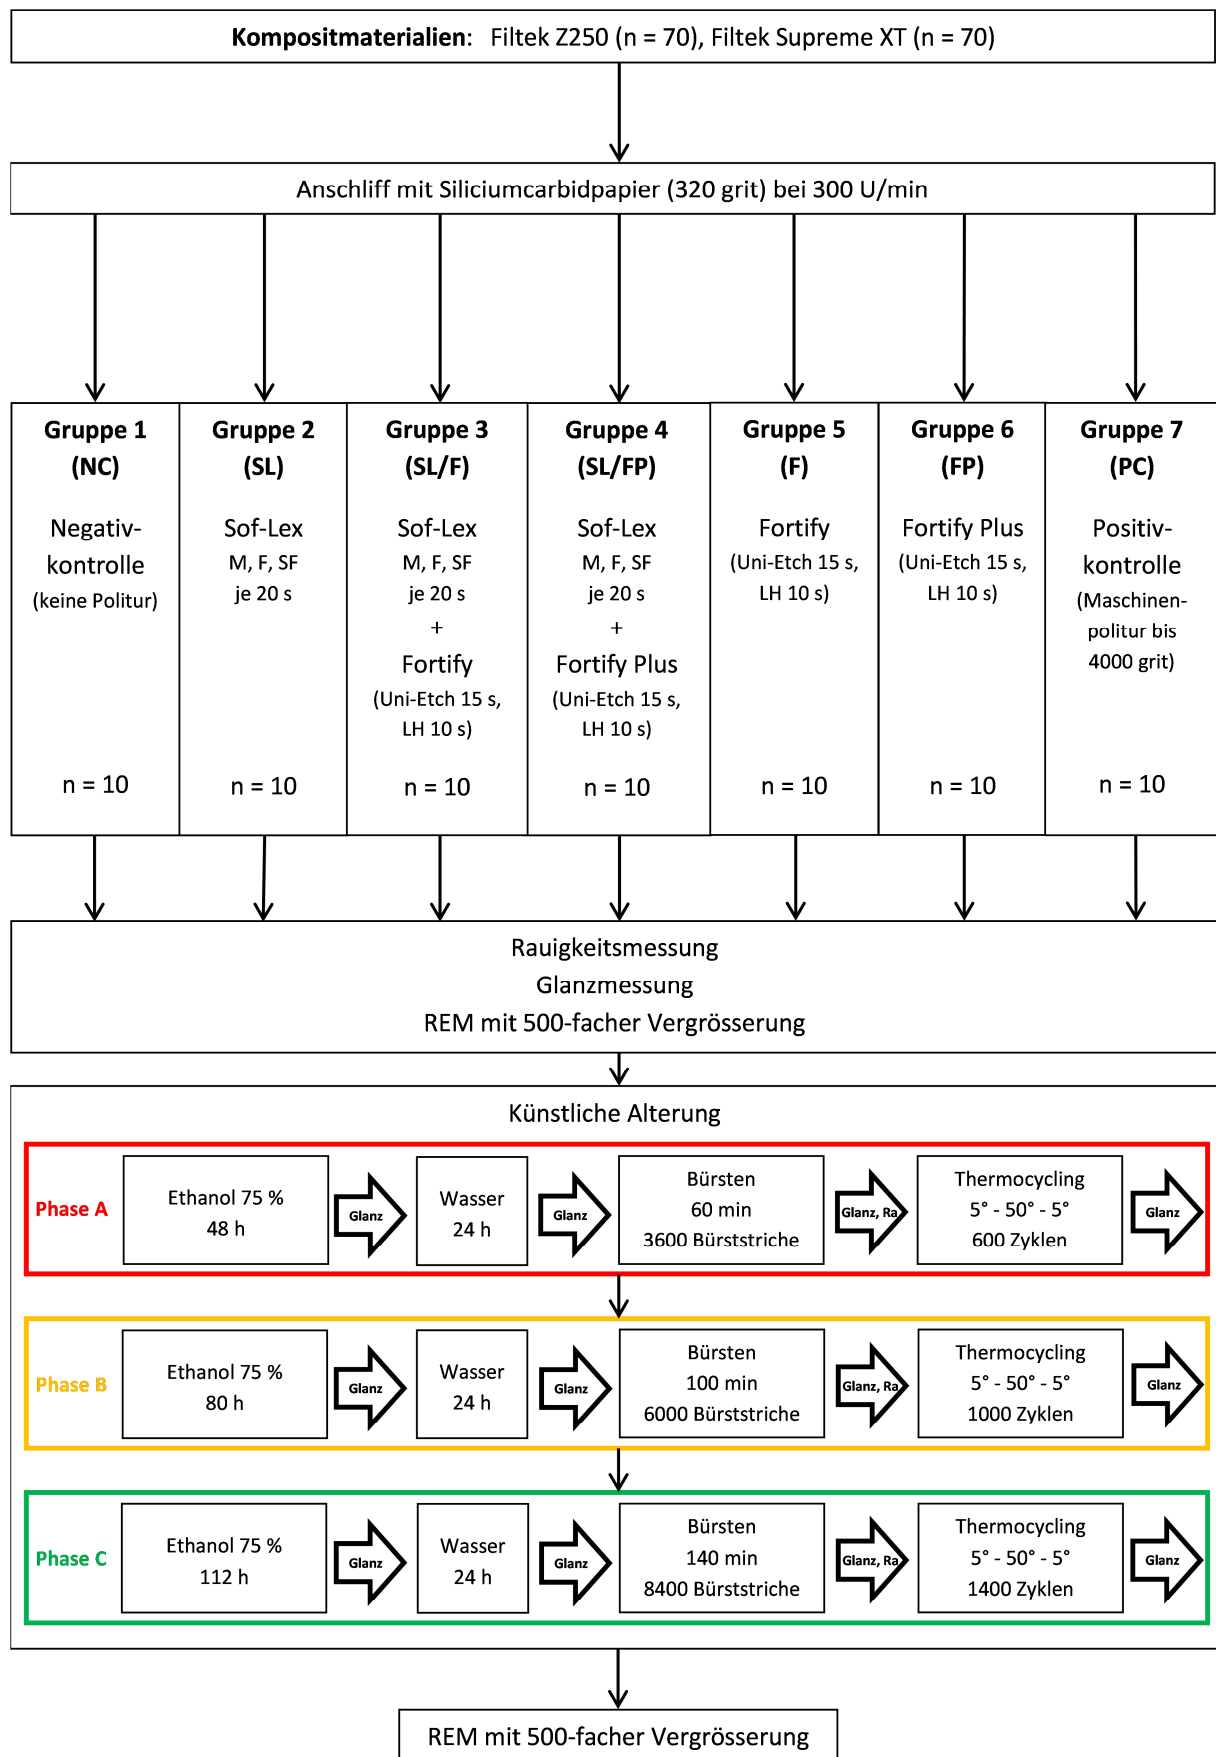 Kompositmaterialien: Filtek Z250 (n = 70), Filtek Supreme XT (n = 70)
Anschliff mit Siliciumcarbidpapier (320 grit) bei 300 U/min
Gruppe 1
(NC)
Negativ-
kontrolle
(keine Politur)
n = 10
Gruppe 2
(SL)
Sof-Lex
M, F, SF
je 20 s
n = 10
Gruppe 3
(SL/F)
Sof-Lex
M, F, SF
je 20 s
+
Fortify
(Uni-Etch 15 s,
LH 10 s)
n = 10
Gruppe 4
(SL/FP)
Sof-Lex
M, F, SF
je 20 s
+
Fortify Plus
(Uni-Etch 15 s,
LH 10 s)
n = 10
Gruppe 5
(F)
Fortify
(Uni-Etch 15 s,
LH 10 s)
n = 10
Gruppe 6
(FP)
Fortify Plus
(Uni-Etch 15 s,
LH 10 s)
n = 10
Gruppe 7
(PC)
Positiv-
kontrolle
(Maschinen-
politur bis
4000 grit)
n = 10
Rauigkeitsmessung
Glanzmessung
REM mit 500-facher Vergrösserung
Künstliche Alterung
Phase A
Ethanol 75 %
48 h
Glanz
Wasser
24 h
Glanz
Bürsten
60 min
3600 Bürststriche
Glanz, Ra
Thermocycling
5° - 50° - 5°
600 Zyklen
Glanz
Phase B
Ethanol 75 %
80 h
Glanz
Wasser
24 h
Glanz
Bürsten
100 min
6000 Bürststriche
Glanz, Ra
Thermocycling
5° - 50° - 5°
1000 Zyklen
Glanz
Phase C
Ethanol 75 %
112 h
Glanz
Wasser
24 h
Glanz
Bürsten
140 min
8400 Bürststriche
Glanz, Ra
Thermocycling
5° - 50° - 5°
1400 Zyklen
Glanz
REM mit 500-facher Vergrösserung